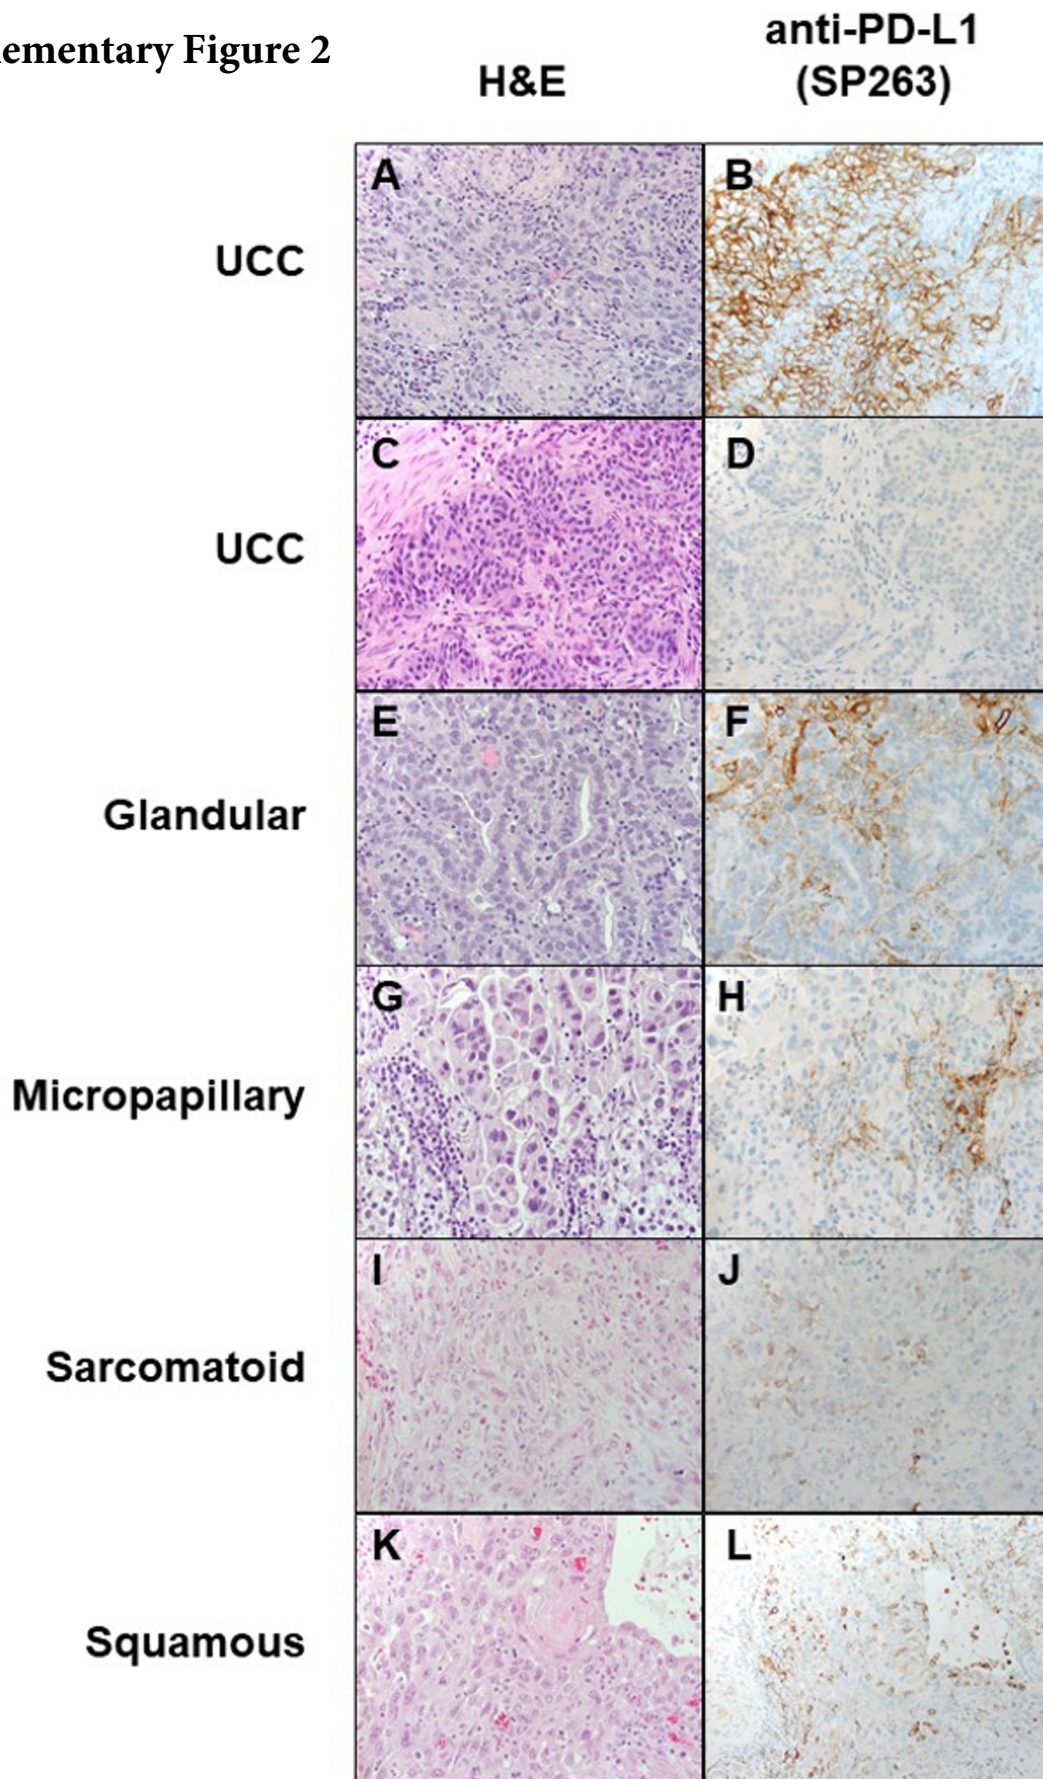 ementary Figure 2
anti-PD-L1
H&E
(SP263)
A
B
UCC
C
D
UCC
E
F
Glandular
G
H
Micropapillary
I
J
Sarcomatoid
K
L
Squamous